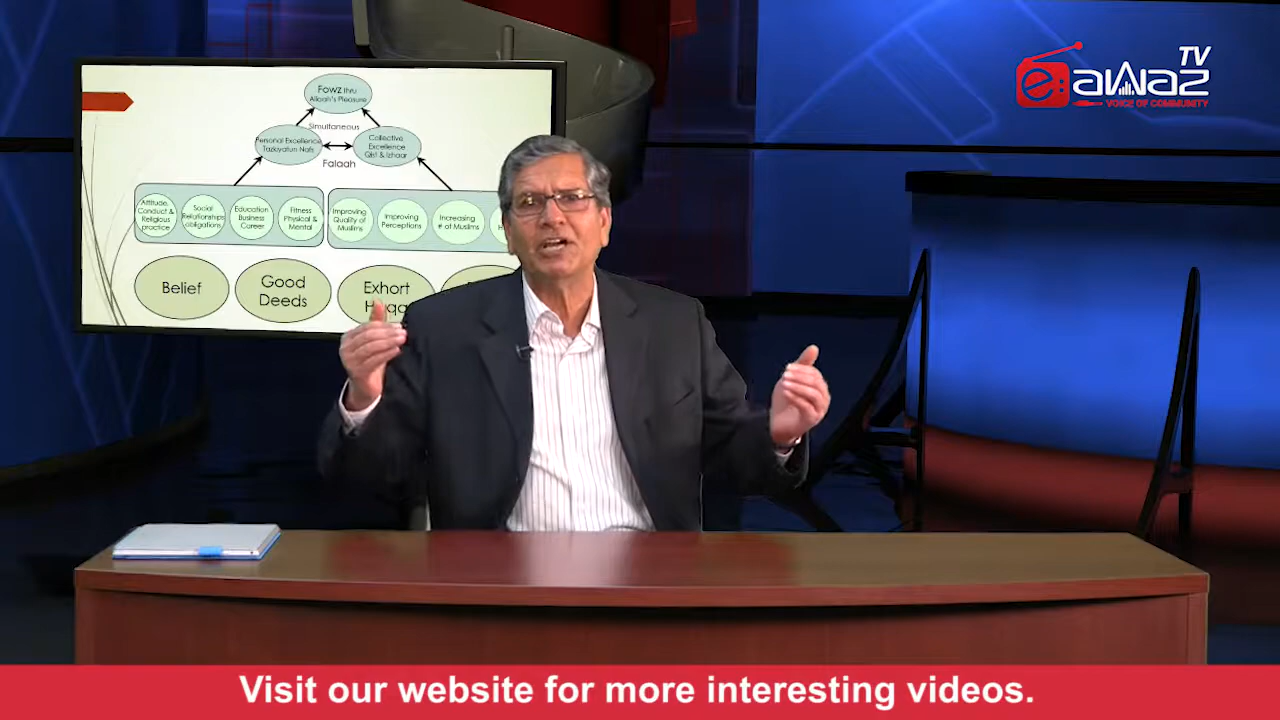 TV
e-awaz
VOICE OF COMMUNITY
Fowz thru
Allaah's Pleasure
Simultaneous
Personal Excellence
Tazkiyatun Nafs
Collective
Excellence
Qist & Izhaar
Falaah
Attitude,
Conduct &
Religious
practice
Social
Relationships
obligations
Education
Business
Career
Fitness
Physical &
Mental
Improving
Quality of
Muslims
Improving
Perceptions
Increasing
# of Muslims
Belief
Good
Deeds
Exhort
Visit our website for more interesting videos.